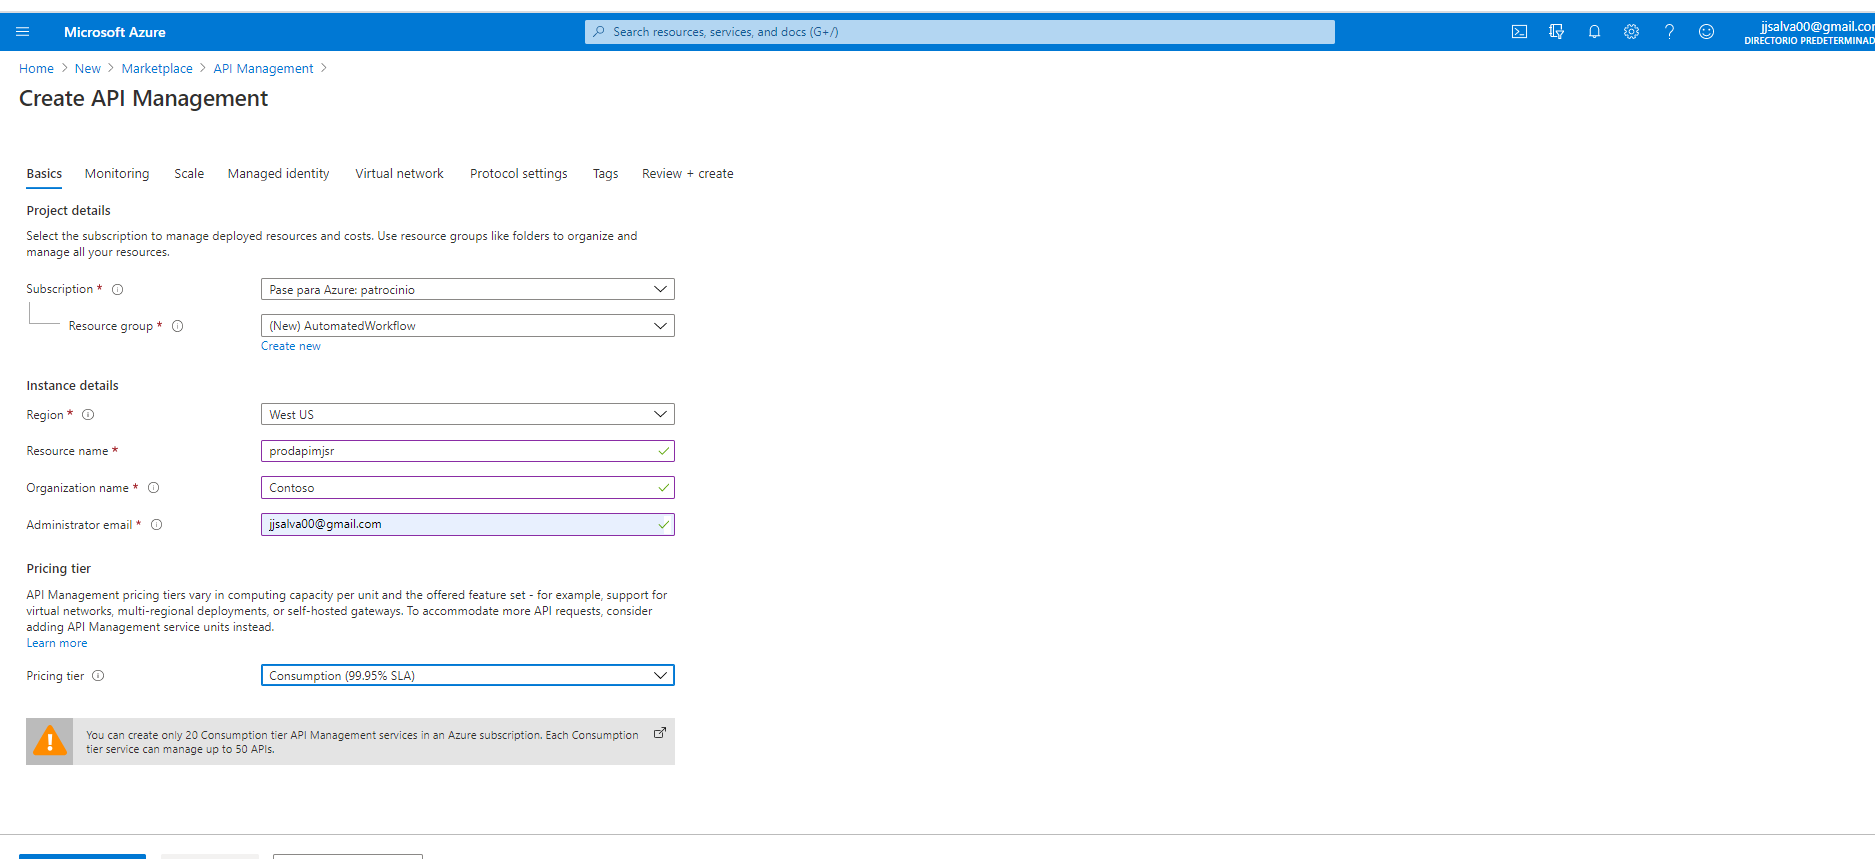 Microsoft Azure
Search resources, services, and docs (G+/)
jjsalva00@gmail.com
DIRECTORIO PREDETERMINAD
Home > New > Marketplace > API Management >
Create API Management
Basics Monitoring Scale Managed identity Virtual network Protocol settings Tags Review + create
Project details
Select the subscription to manage deployed resources and costs. Use resource groups like folders to organize and
manage all your resources.
Subscription *
Pase para Azure: patrocinio
Resource group *
(New) AutomatedWorkflow
Create new
Instance details
Region *
West US
Resource name *
prodapimjsr
Organization name *
Contoso
Administrator email *
jjsalva00@gmail.com
Pricing tier
API Management pricing tiers vary in computing capacity per unit and the offered feature set - for example, support for
virtual networks, multi-regional deployments, or self-hosted gateways. To accommodate more API requests, consider
adding API Management service units instead.
Learn more
Pricing tier
Consumption (99.95% SLA)
You can create only 20 Consumption tier API Management services in an Azure subscription. Each Consumption
tier service can manage up to 50 APIs.